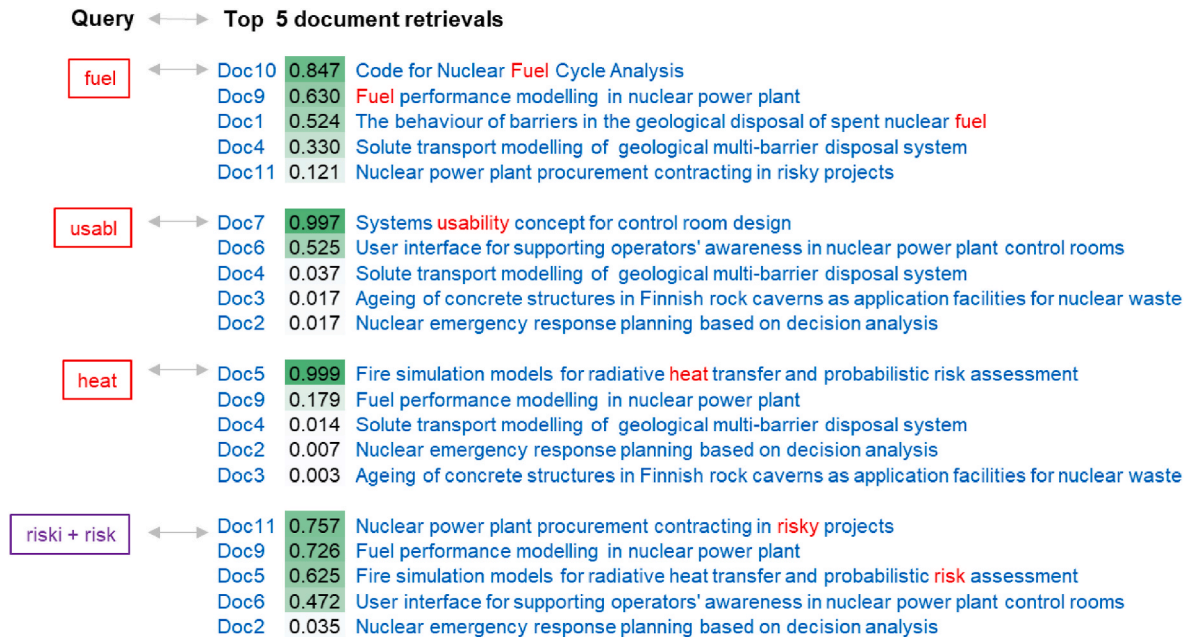 Query Top 5 document retrievals
fuel Doc10 0.847 Code for Nuclear Fuel Cycle Analysis
Doc9 0.630 Fuel performance modelling in nuclear power plant
Doc1 0.524 The behaviour of barriers in the geological disposal of spent nuclear fuel
Doc4 0.330 Solute transport modelling of geological multi-barrier disposal system
Doc11 0.121 Nuclear power plant procurement contracting in risky projects
usabl Doc7 0.997 Systems usability concept for control room design
Doc6 0.525 User interface for supporting operators' awareness in nuclear power plant control rooms
Doc4 0.037 Solute transport modelling of geological multi-barrier disposal system
Doc3 0.017 Ageing of concrete structures in Finnish rock caverns as application facilities for nuclear waste
Doc2 0.017 Nuclear emergency response planning based on decision analysis
heat Doc5 0.999 Fire simulation models for radiative heat transfer and probabilistic risk assessment
Doc9 0.179 Fuel performance modelling in nuclear power plant
Doc4 0.014 Solute transport modelling of geological multi-barrier disposal system
Doc2 0.007 Nuclear emergency response planning based on decision analysis
Doc3 0.003 Ageing of concrete structures in Finnish rock caverns as application facilities for nuclear waste
riski + risk Doc11 0.757 Nuclear power plant procurement contracting in risky projects
Doc9 0.726 Fuel performance modelling in nuclear power plant
Doc5 0.625 Fire simulation models for radiative heat transfer and probabilistic risk assessment
Doc6 0.472 User interface for supporting operators' awareness in nuclear power plant control rooms
Doc2 0.035 Nuclear emergency response planning based on decision analysis